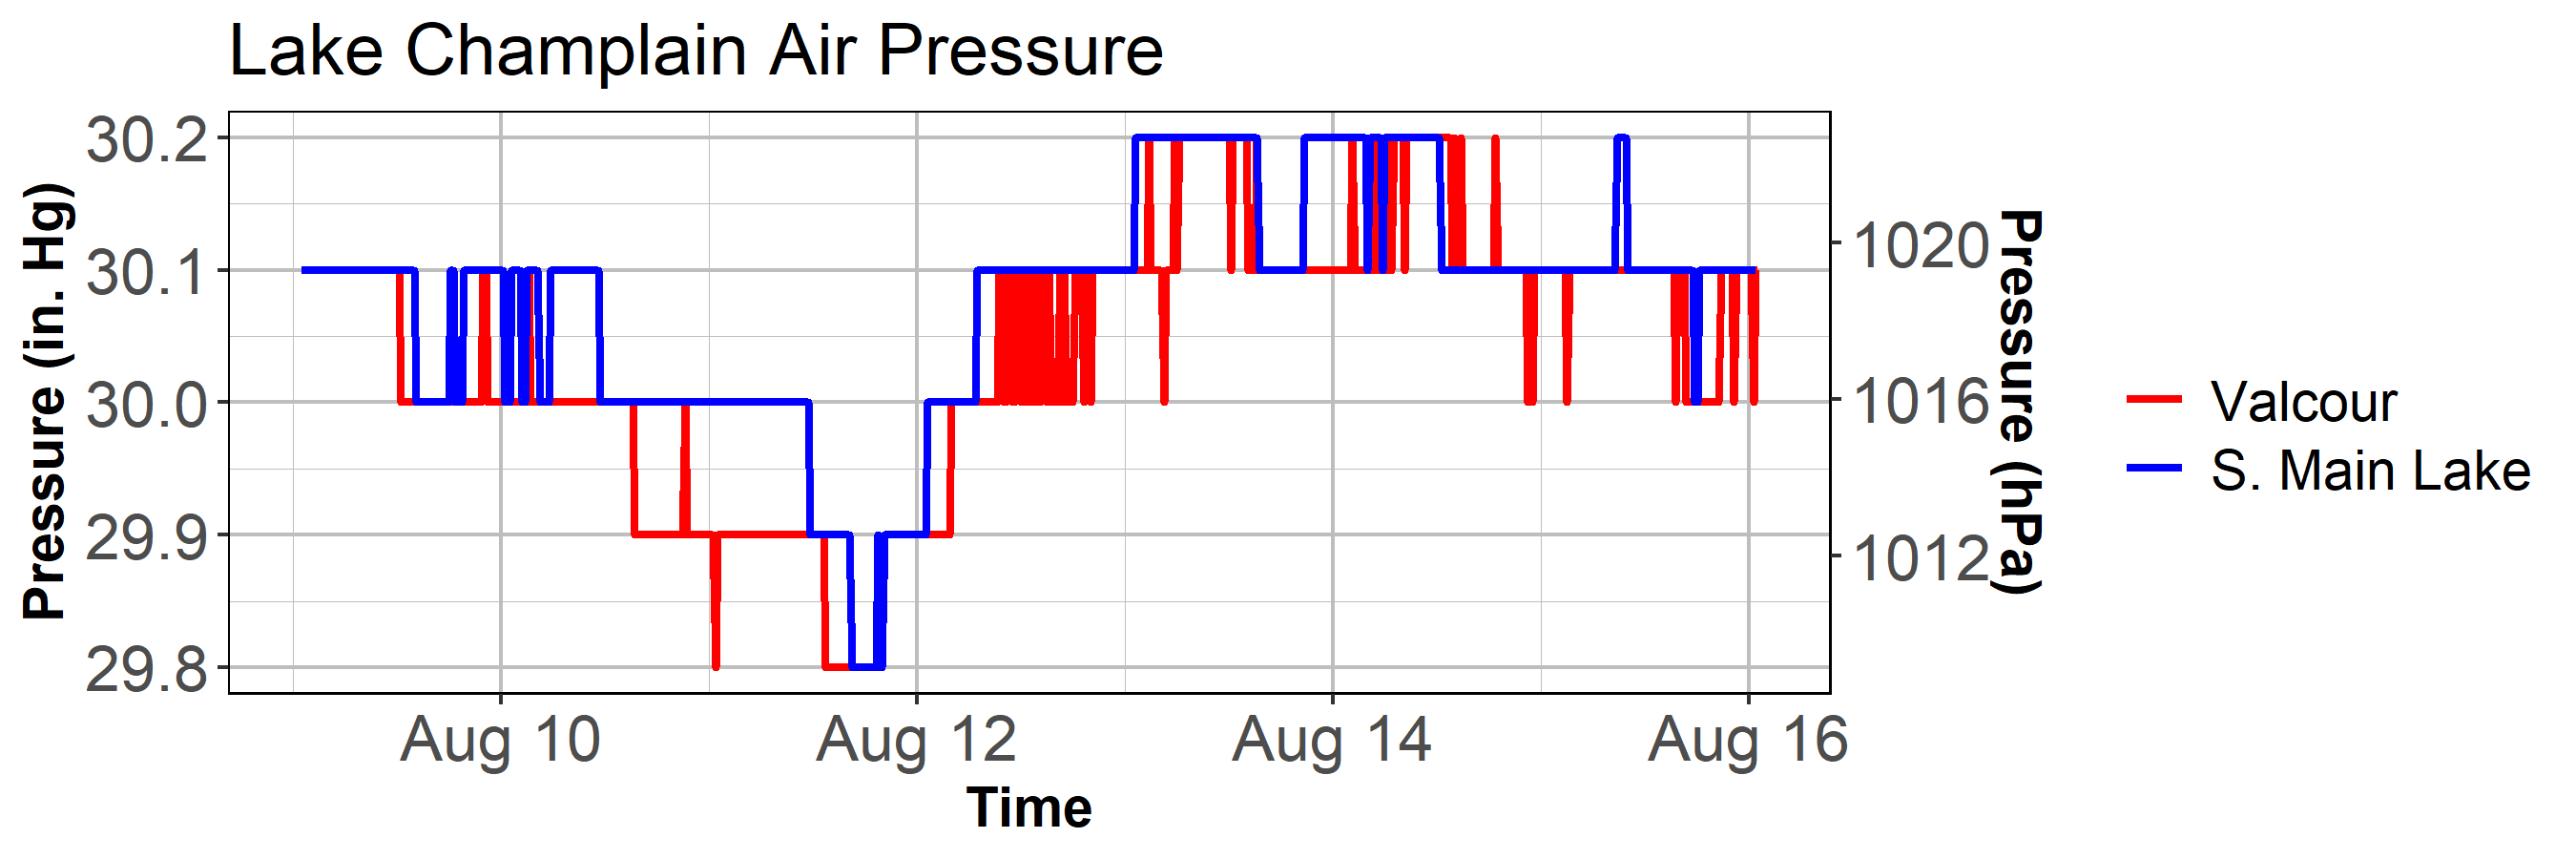 Lake Champlain Air Pressure
30.2
30.1
30.0
29.9
29.8
Pressure (in. Hg)
1020
1016
1012
Pressure (hPa)
Aug 10
Aug 12
Aug 14
Aug 16
Time
Valcour
S. Main Lake